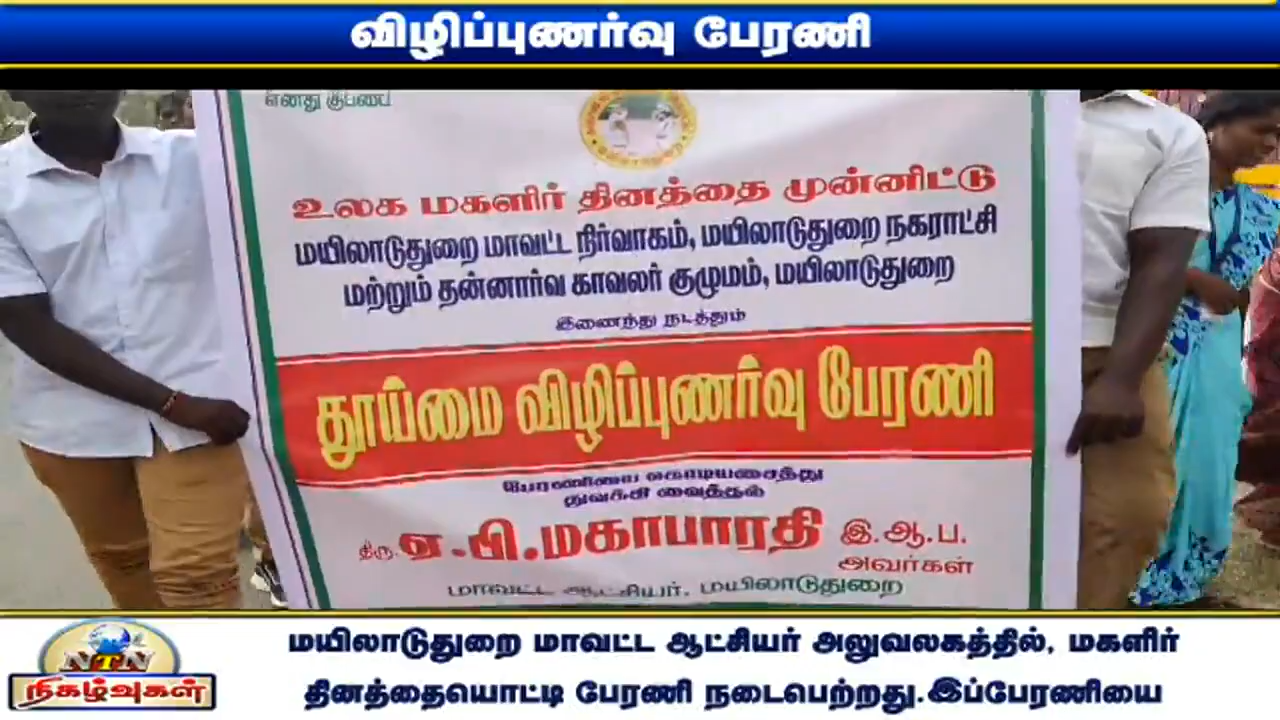 விழிப்புணர்வு பேரணி
எனது குப்பை
உலக மகளிர் தினத்தை முன்னிட்டு
மயிலாடுதுறை மாவட்ட நிர்வாகம், மயிலாடுதுறை நகராட்சி
மற்றும் தன்னார்வ காவலர் குழுமம், மயிலாடுதுறை
இணைந்து நடத்தும்
தூய்மை விழிப்புணர்வு பேரணி
பேரணியை கொடியசைத்து
துவக்கி வைத்தல்
திரு.ஏ.பி.மகாபாரதி இ.ஆ.ப.
அவர்கள்
மாவட்ட ஆட்சியர், மயிலாடுதுறை
NTN
நிகழ்வுகள்
மயிலாடுதுறை மாவட்ட ஆட்சியர் அலுவலகத்தில், மகளிர்
தினத்தையொட்டி பேரணி நடைபெற்றது.இப்பேரணியை